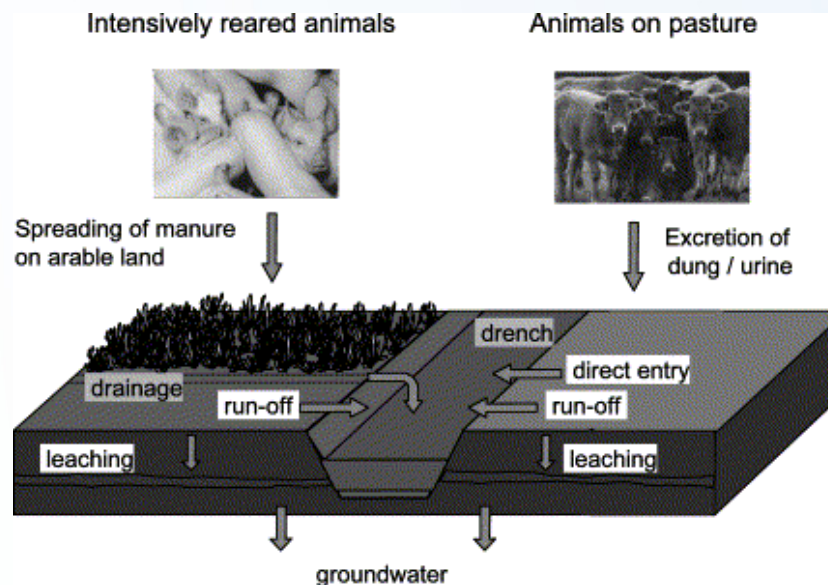 Intensively reared animals
Animals on pasture
Spreading of manure
on arable land
Excretion of
dung / urine
drench
drainage
direct entry
run-off
run-off
leaching
leaching
groundwater